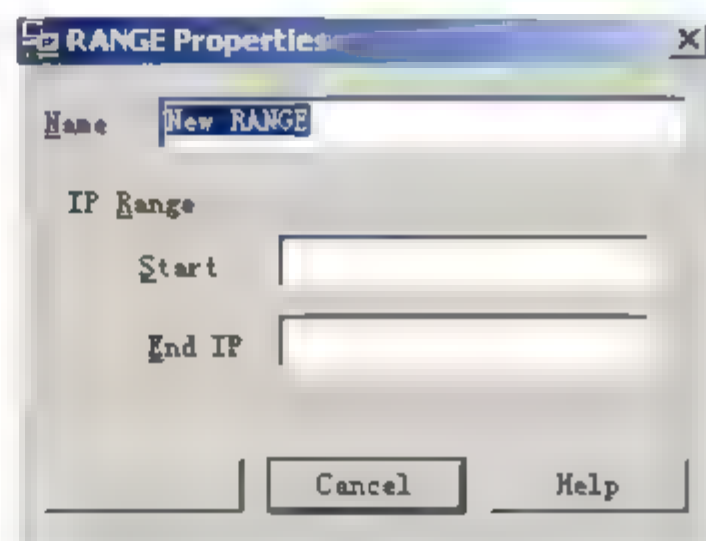 RANGE Properties
Name New RANGE
IP Range
Start
End IP
Cancel Help